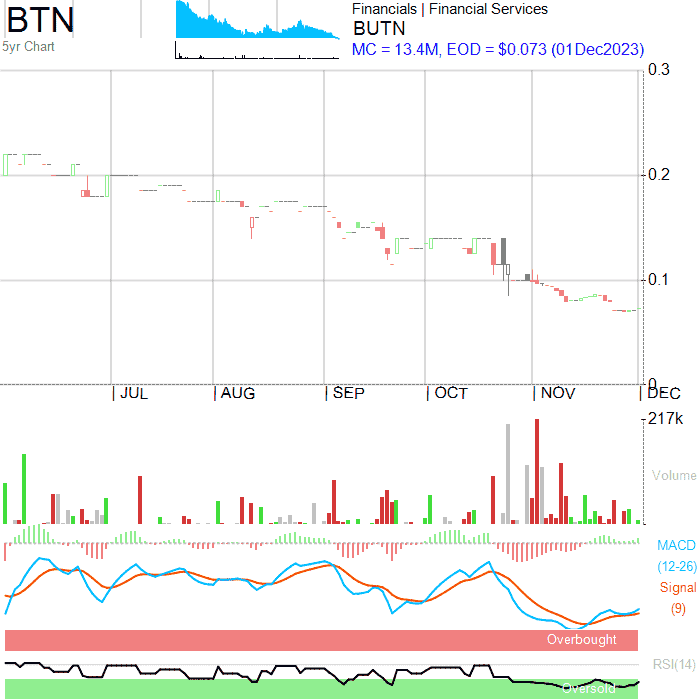 BTN
5yr Chart
Financials | Financial Services
BUTN
MC = 13.4M, EOD = $0.073 (01Dec2023)
0.3
0.2
0.1
0
JUL
AUG
SEP
OCT
NOV
DEC
217k
Volume
MACD
(12-26)
Signal
(9)
Overbought
RSI(14)
Oversold